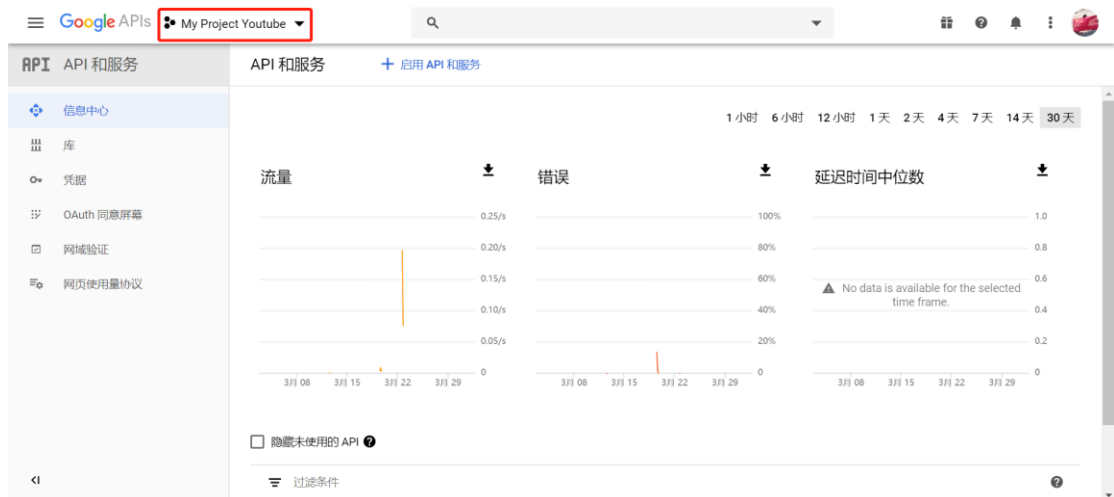 Google APIs My Project Youtube
API API 和服务
API 和服务 启用 API 和服务
信息中心
库
凭据
OAuth 同意屏幕
网域验证
网页使用量协议
1 小时 6 小时 12 小时 1 天 2 天 4 天 7 天 14 天 30 天
流量
0.25/s
0.20/s
0.15/s
0.10/s
0.05/s
0
3月 08 3月 15 3月 22 3月 29
错误
100%
80%
60%
40%
20%
0
3月 08 3月 15 3月 22 3月 29
延迟时间中位数
1.0
0.8
0.6
No data is available for the selected
time frame.
0.4
0.2
0
3月 08 3月 15 3月 22 3月 29
隐藏未使用的 API
过滤条件